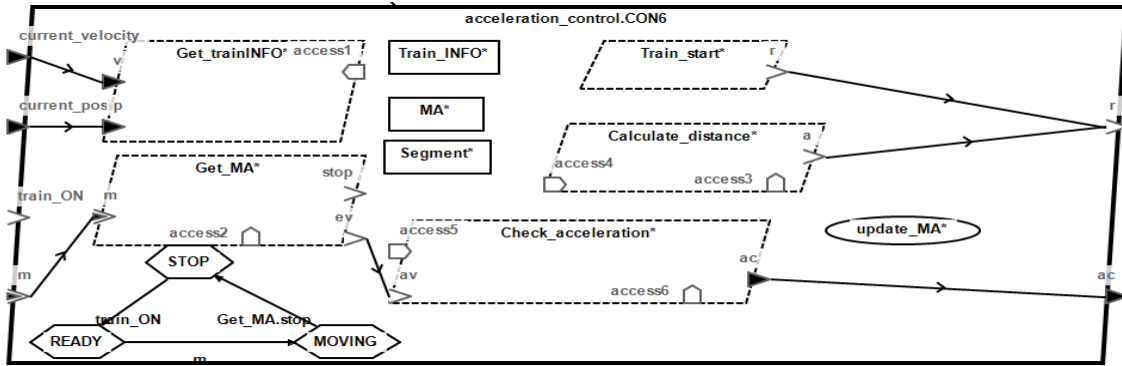 acceleration_control.CON6
current_velocity
Get_trainINFO*
access1
Train_INFO*
Train_start*
r
v
current_pos
p
MA*
r
Calculate_distance*
a
Segment*
Get_MA*
stop
access4
access3
train_ON
m
ev
access2
access5
Check_acceleration*
update_MA*
STOP
m
av
ac
ac
access6
train_ON
Get_MA.stop
READY
MOVING
m